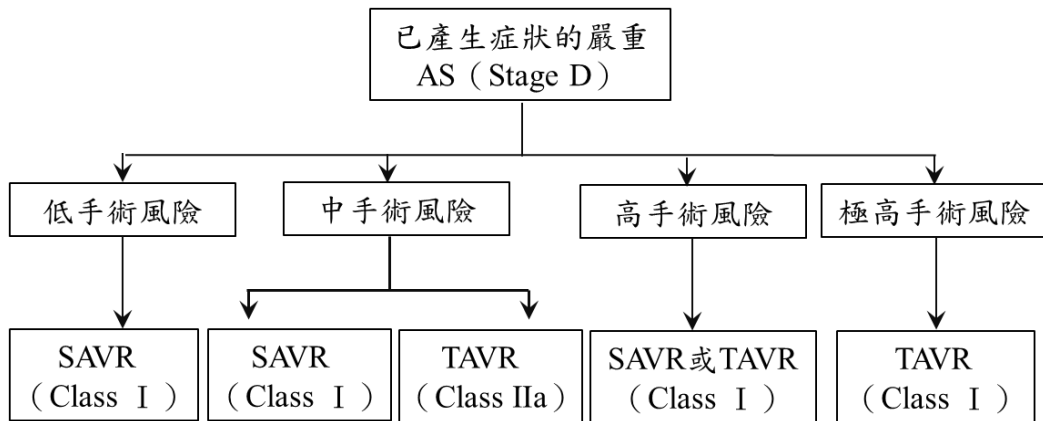 已產生症狀的嚴重
AS（Stage D）
低手術風險
中手術風險
高手術風險
極高手術風險
SAVR
（Class Ⅰ）
SAVR
（Class Ⅰ）
TAVR
（Class IIa）
SAVR或TAVR
（Class Ⅰ）
TAVR
（Class Ⅰ）